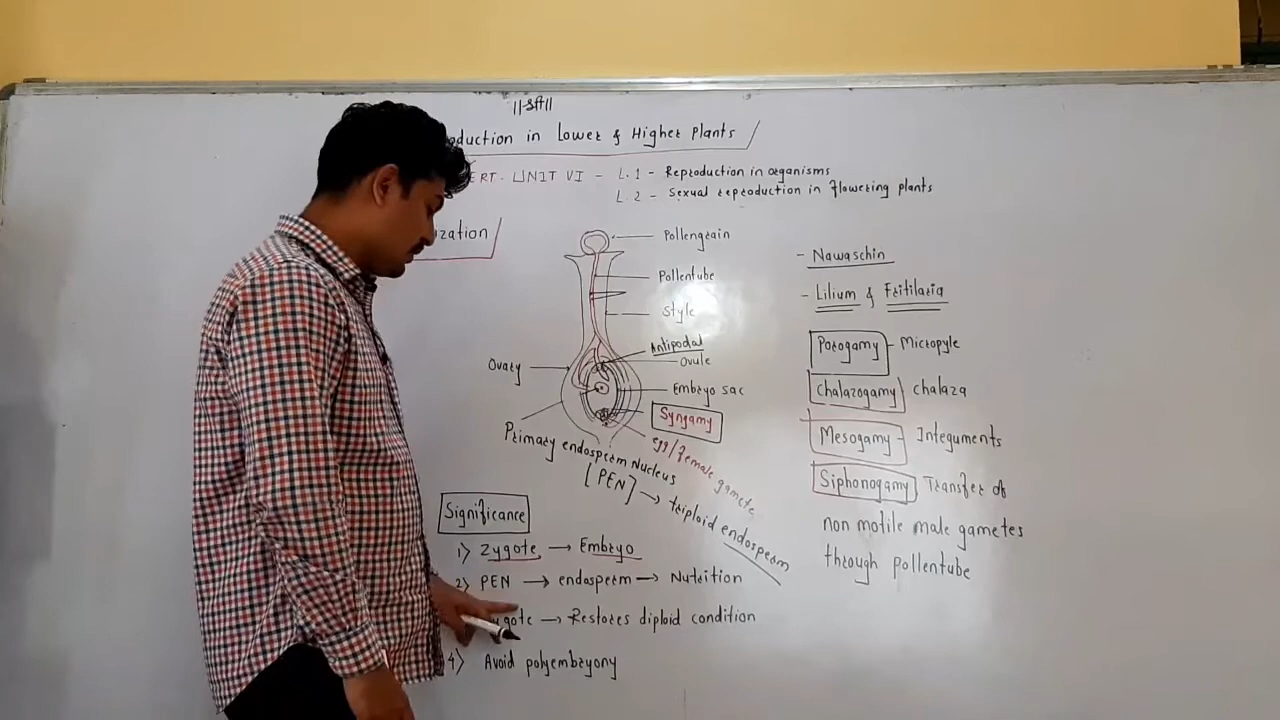 ||श्री||
oduction in Lower & Higher Plants
ERT- UNIT VI - L.1 - Reproduction in organisms
L.2 - Sexual reproduction in flowering plants
ization
Pollengrain
Pollentube
Style
Antipodal
Ovule
Ovary
Embryo sac
Syngamy
egg/female gamete
Primary endosperm Nucleus
[PEN] → triploid endosperm
- Nawaschin
- Lilium & Fritilaria
Porogamy - Micropyle
Chalazogamy chalaza
Mesogamy - Integuments
Siphonogamy Transfer of
non motile male gametes
through pollentube
Significance
1) Zygote → Embryo
2) PEN → endosperm → Nutrition
ygote → Restores diploid condition
4) Avoid polyembryony